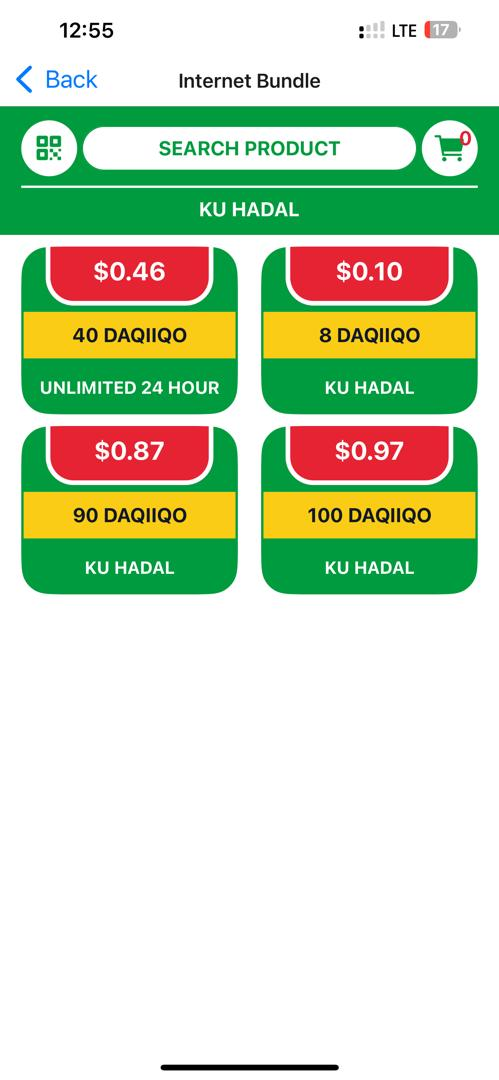 12:55
LTE 17
Back
Internet Bundle
SEARCH PRODUCT
0
KU HADAL
$0.46
40 DAQIIQO
UNLIMITED 24 HOUR
$0.10
8 DAQIIQO
KU HADAL
$0.87
90 DAQIIQO
KU HADAL
$0.97
100 DAQIIQO
KU HADAL